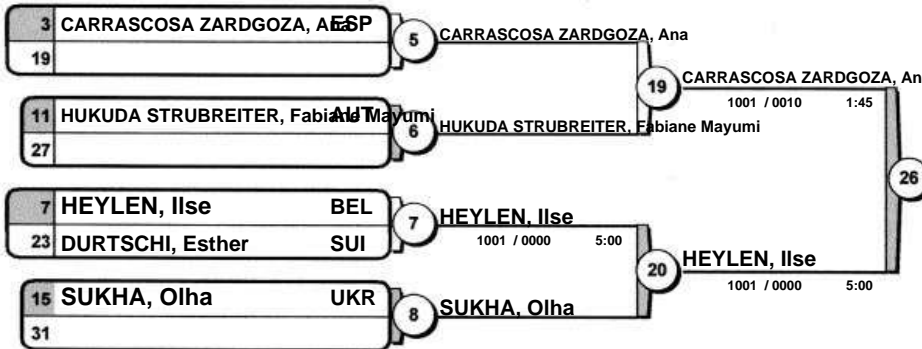 3 CARRASCOSA ZARDGOZA, Ana ESP
5 CARRASCOSA ZARDGOZA, Ana
19
19 CARRASCOSA ZARDGOZA, An
1001 / 0010 1:45
11 HUKUDA STRUBREITER, Fabiane Mayumi AUT
6 HUKUDA STRUBREITER, Fabiane Mayumi
27
26
7 HEYLEN, Ilse BEL
7 HEYLEN, Ilse
23 DURTSCHI, Esther SUI
1001 / 0000 5:00
20 HEYLEN, Ilse
1001 / 0000 5:00
15 SUKHA, Olha UKR
8 SUKHA, Olha
31